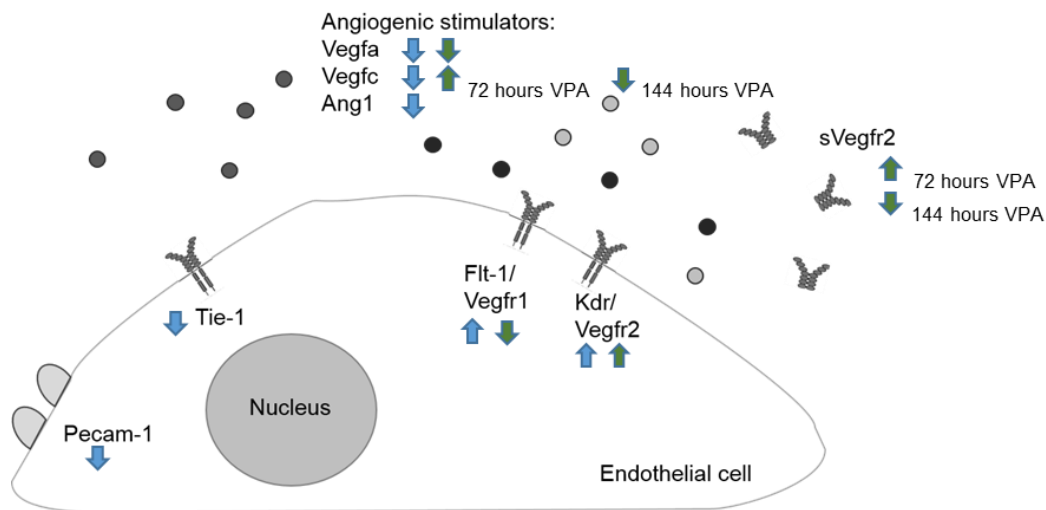 Angiogenic stimulators:
Vegfa
Vegfc
72 hours VPA
144 hours VPA
Ang1
sVegfr2
72 hours VPA
144 hours VPA
Flt-1/
Vegfr1
Kdr/
Vegfr2
Tie-1
Nucleus
Pecam-1
Endothelial cell